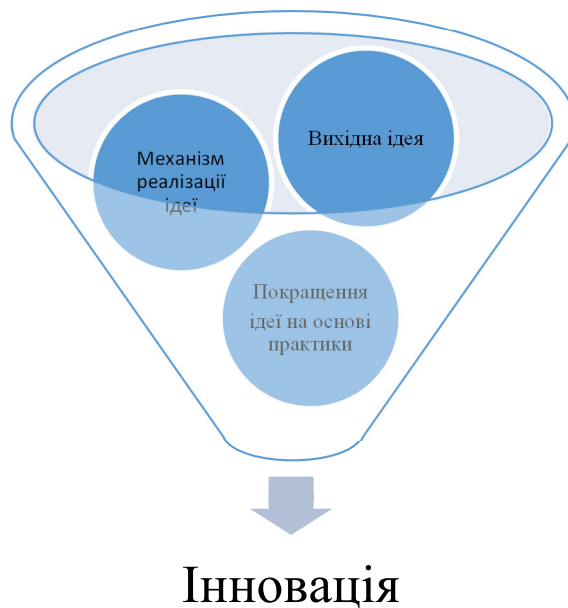 Вихідна ідея
Механізм
реалізації
ідеї
Покращення
ідеї на основі
практики
Інновація